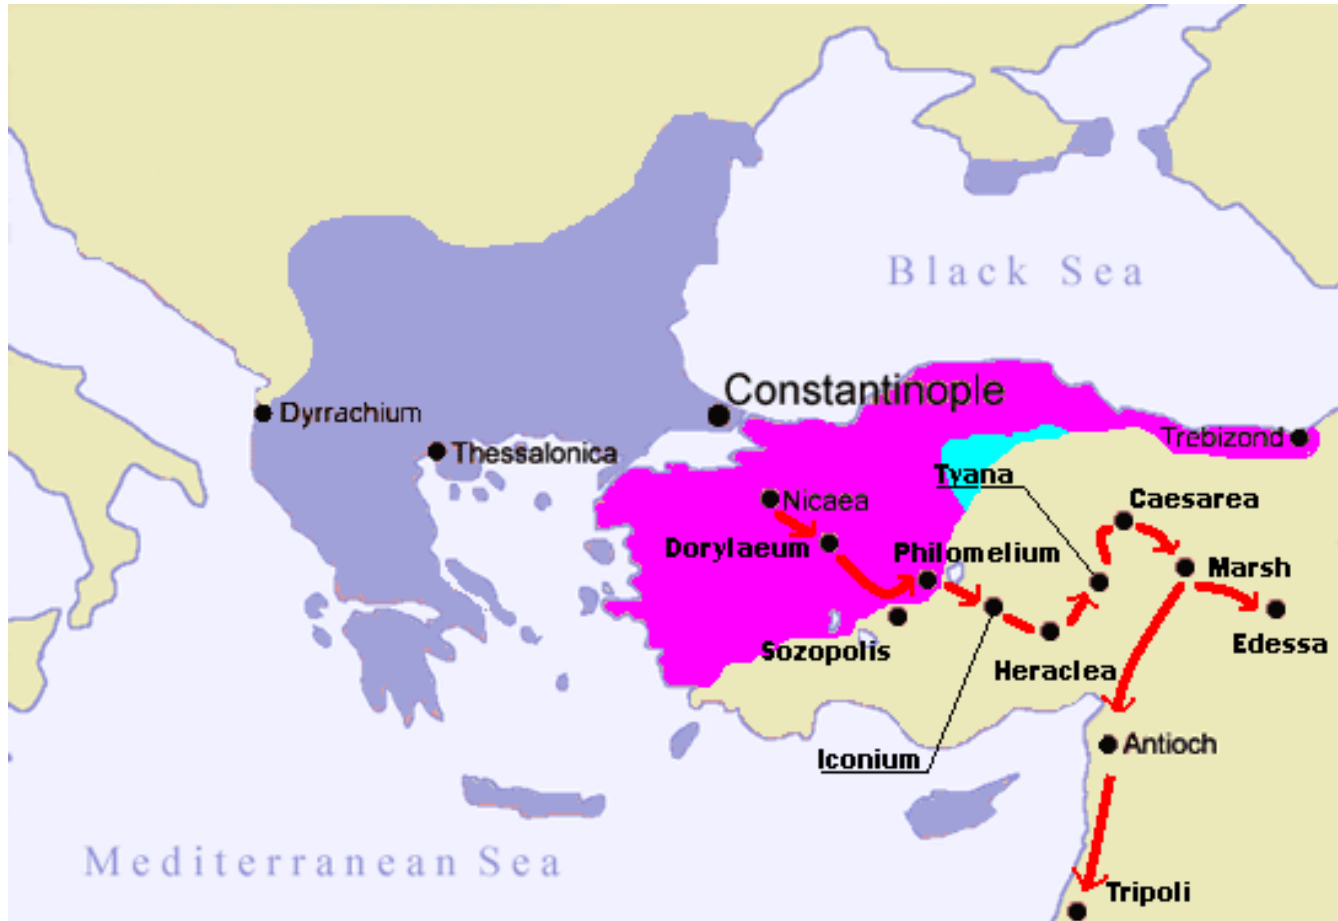 Black Sea
Constantinople
Dyrrachium
Trebizond
Thessalonica
Tyana
Nicaea
Caesarea
Dorylaeum
Philomelium
Marsh
Sozopolis
Heraclea
Edessa
Iconium
Antioch
Mediterranean Sea
Tripoli